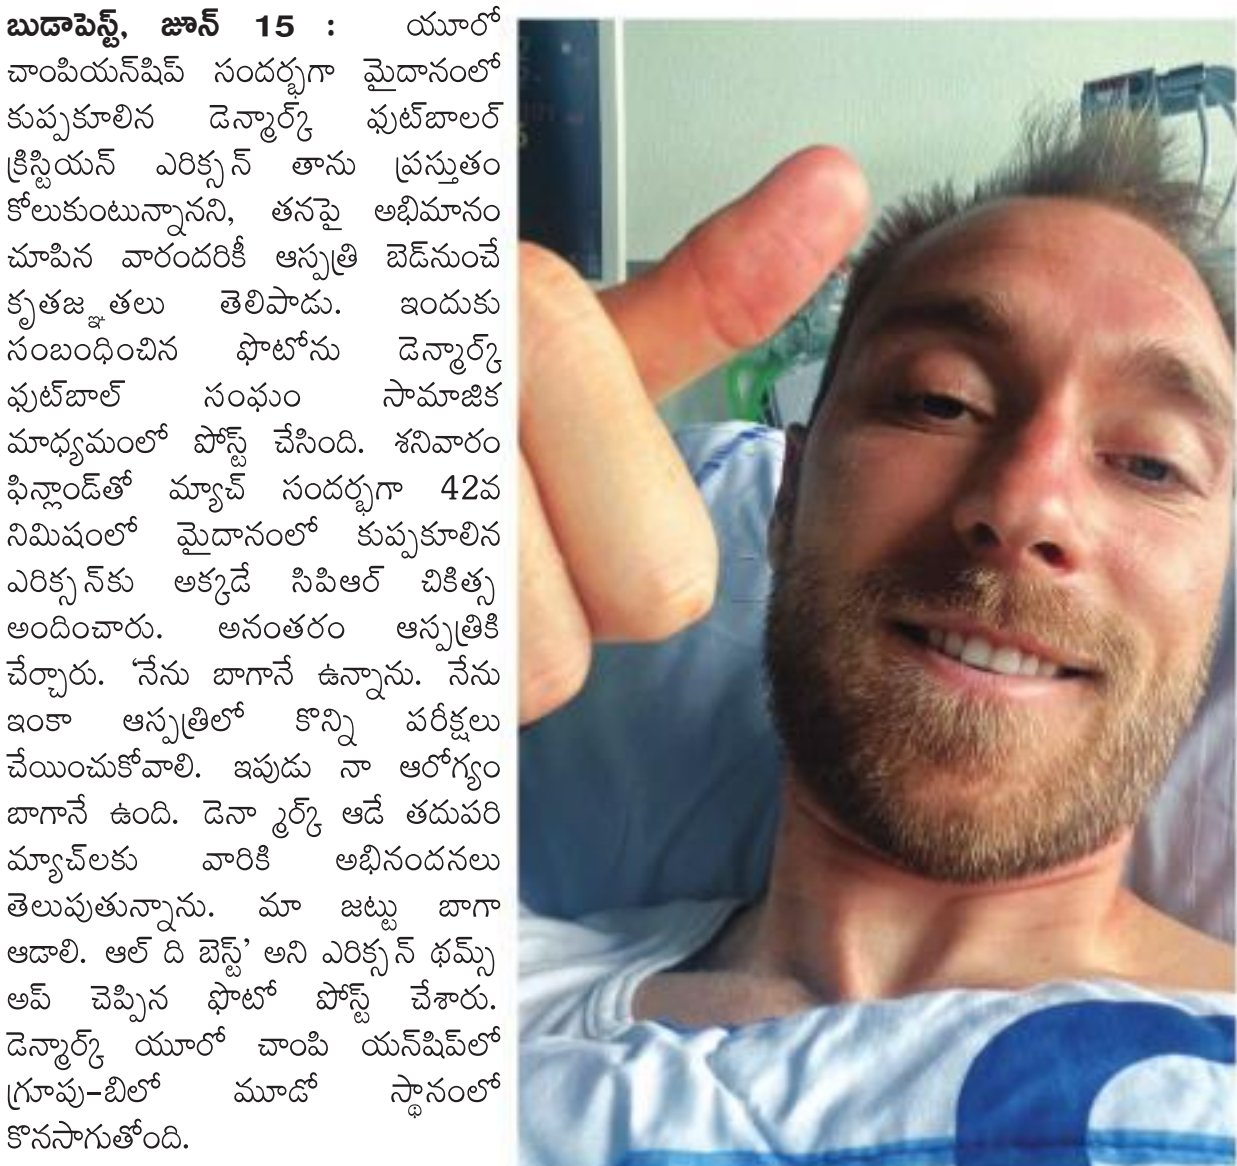 బుడాపెస్ట్, జూన్ 15 : యూరో
చాంపియన్‌షిప్ సందర్భగా మైదానంలో
కుప్పకూలిన డెన్మార్క్ ఫుట్‌బాలర్
క్రిస్టియన్ ఎరిక్సన్ తాను ప్రస్తుతం
కోలుకుంటున్నానని, తనపై అభిమానం
చూపిన వారందరికీ ఆస్పత్రి బెడ్‌నుంచే
కృతజ్ఞతలు తెలిపాడు. ఇందుకు
సంబంధించిన ఫొటోను డెన్మార్క్
ఫుట్‌బాల్ సంఘం సామాజిక
మాధ్యమంలో పోస్ట్ చేసింది. శనివారం
ఫిన్లాండ్‌తో మ్యాచ్ సందర్భగా 42వ
నిమిషంలో మైదానంలో కుప్పకూలిన
ఎరిక్సన్‌కు అక్కడే సిపిఆర్ చికిత్స
అందించారు. అనంతరం ఆస్పత్రికి
చేర్చారు. ‘నేను బాగానే ఉన్నాను. నేను
ఇంకా ఆస్పత్రిలో కొన్ని పరీక్షలు
చేయించుకోవాలి. ఇపుడు నా ఆరోగ్యం
బాగానే ఉంది. డెనా ్మర్క్ ఆడే తదుపరి
మ్యాచ్‌లకు వారికి అభినందనలు
తెలుపుతున్నాను. మా జట్టు బాగా
ఆడాలి. ఆల్ ది బెస్ట్’ అని ఎరిక్సన్ థమ్స్
అప్ చెప్పిన ఫొటో పోస్ట్ చేశారు.
డెన్మార్క్ యూరో చాంపి యన్‌షిప్‌లో
గ్రూపు-బిలో మూడో స్థానంలో
కొనసాగుతోంది.